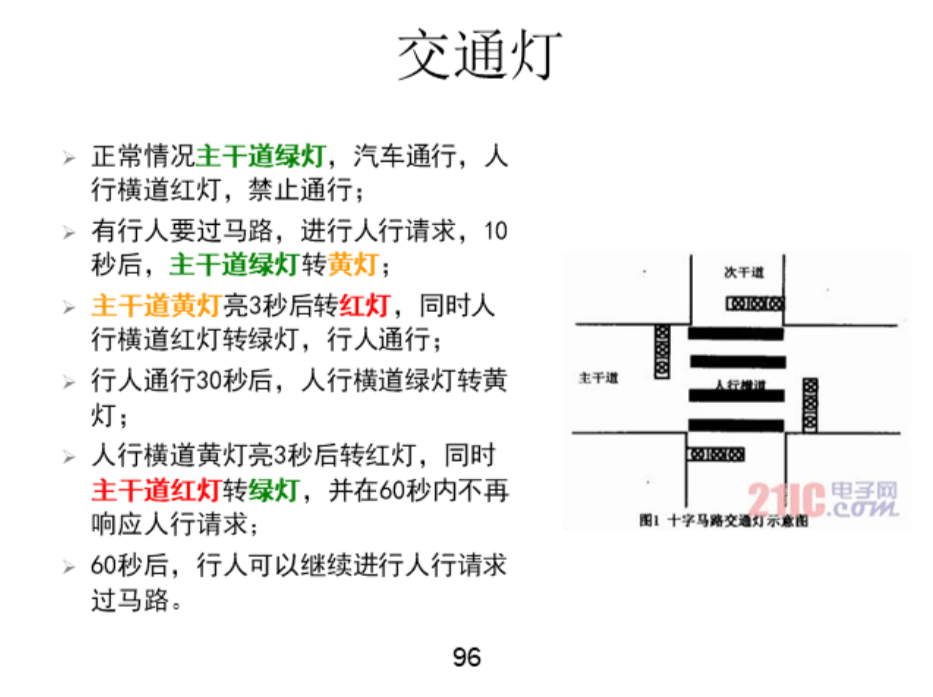 交通灯
正常情况主干道绿灯，汽车通行，人
行横道红灯，禁止通行；
有行人要过马路，进行人行请求，10
秒后，主干道绿灯转黄灯；
主干道黄灯亮3秒后转红灯，同时人
行横道红灯转绿灯，行人通行；
行人通行30秒后，人行横道绿灯转黄
灯；
人行横道黄灯亮3秒后转红灯，同时
主干道红灯转绿灯，并在60秒内不再
响应人行请求；
60秒后，行人可以继续进行人行请求
过马路。
次干道
主干道
人行横道
21IC电子网
.com
图1 十字马路交通灯示意图
96